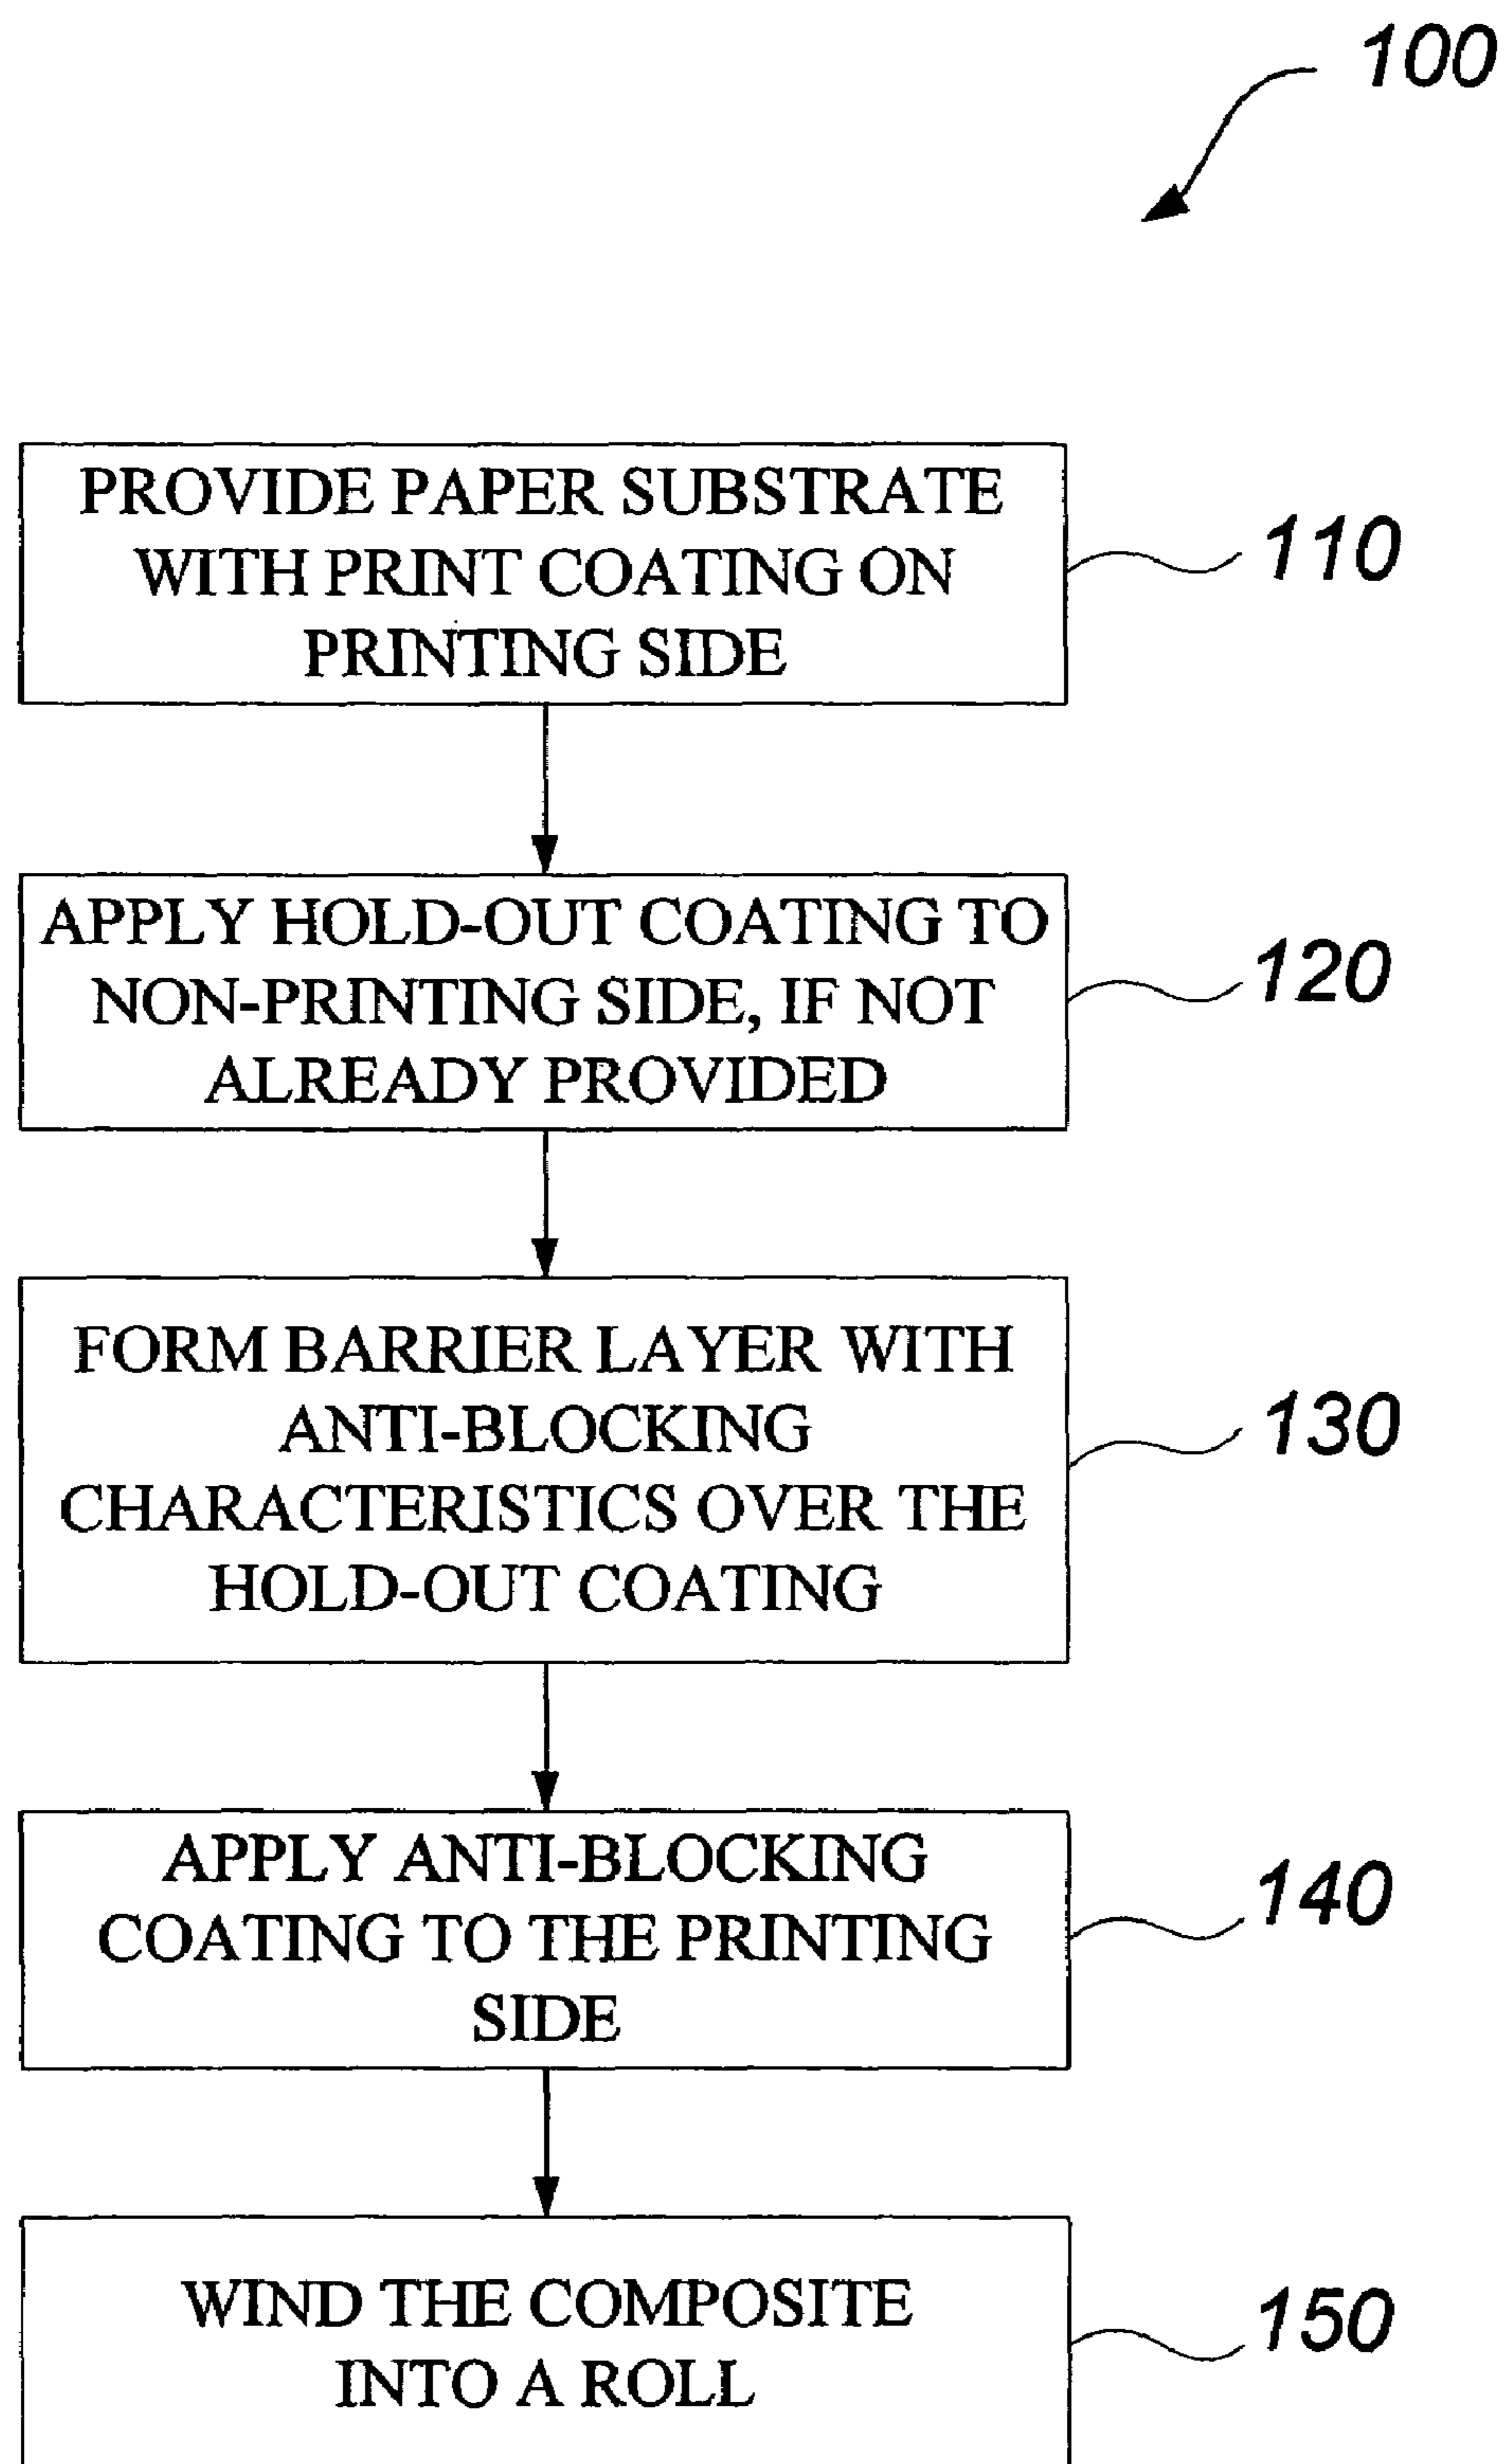 100
PROVIDE PAPER SUBSTRATE
WITH PRINT COATING ON
PRINTING SIDE
110
APPLY HOLD-OUT COATING TO
NON-PRINTING SIDE, IF NOT
ALREADY PROVIDED
120
FORM BARRIER LAYER WITH
ANTI-BLOCKING
CHARACTERISTICS OVER THE
HOLD-OUT COATING
130
APPLY ANTI-BLOCKING
COATING TO THE PRINTING
SIDE
140
WIND THE COMPOSITE
INTO A ROLL
150